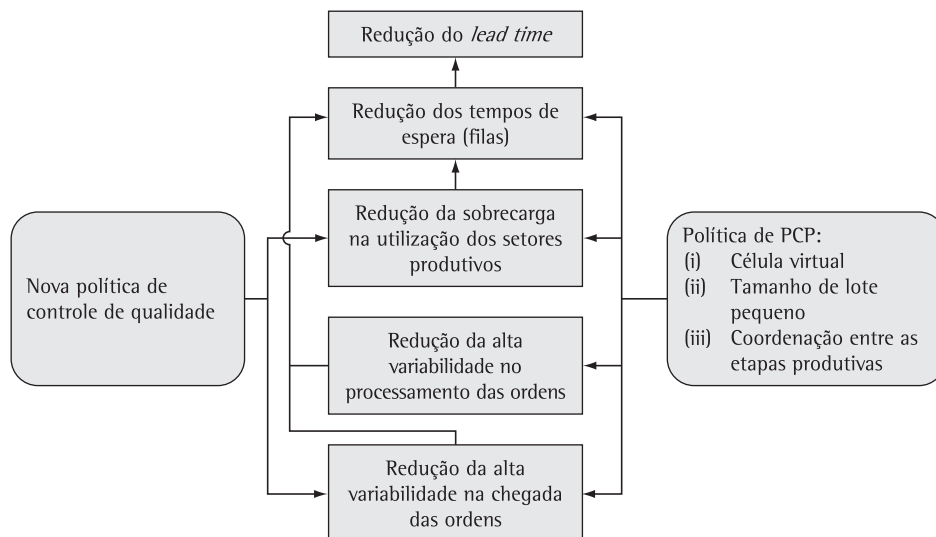 Redução do lead time
Redução dos tempos de
espera (filas)
Redução da sobrecarga
na utilização dos setores
produtivos
Nova política de
controle de qualidade
Política de PCP:
(i) Célula virtual
(ii) Tamanho de lote
pequeno
(iii) Coordenação entre as
etapas produtivas
Redução da alta
variabilidade no
processamento das ordens
Redução da alta
variabilidade na chegada
das ordens